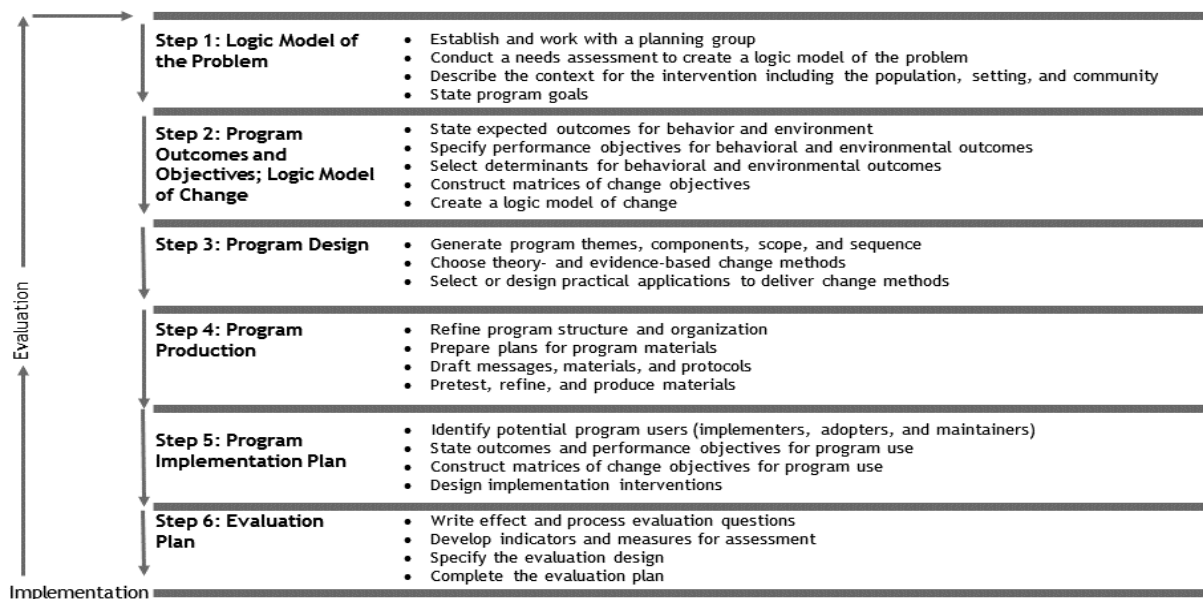 Step 1: Logic Model of
the Problem
• Establish and work with a planning group
• Conduct a needs assessment to create a logic model of the problem
• Describe the context for the intervention including the population, setting, and community
• State program goals
Step 2: Program
Outcomes and
Objectives; Logic Model
of Change
• State expected outcomes for behavior and environment
• Specify performance objectives for behavioral and environmental outcomes
• Select determinants for behavioral and environmental outcomes
• Construct matrices of change objectives
• Create a logic model of change
Step 3: Program Design
• Generate program themes, components, scope, and sequence
• Choose theory- and evidence-based change methods
• Select or design practical applications to deliver change methods
Step 4: Program
Production
• Refine program structure and organization
• Prepare plans for program materials
• Draft messages, materials, and protocols
• Pretest, refine, and produce materials
Step 5: Program
Implementation Plan
• Identify potential program users (implementers, adopters, and maintainers)
• State outcomes and performance objectives for program use
• Construct matrices of change objectives for program use
• Design implementation interventions
Step 6: Evaluation
Plan
• Write effect and process evaluation questions
• Develop indicators and measures for assessment
• Specify the evaluation design
• Complete the evaluation plan
Evaluation
Implementation